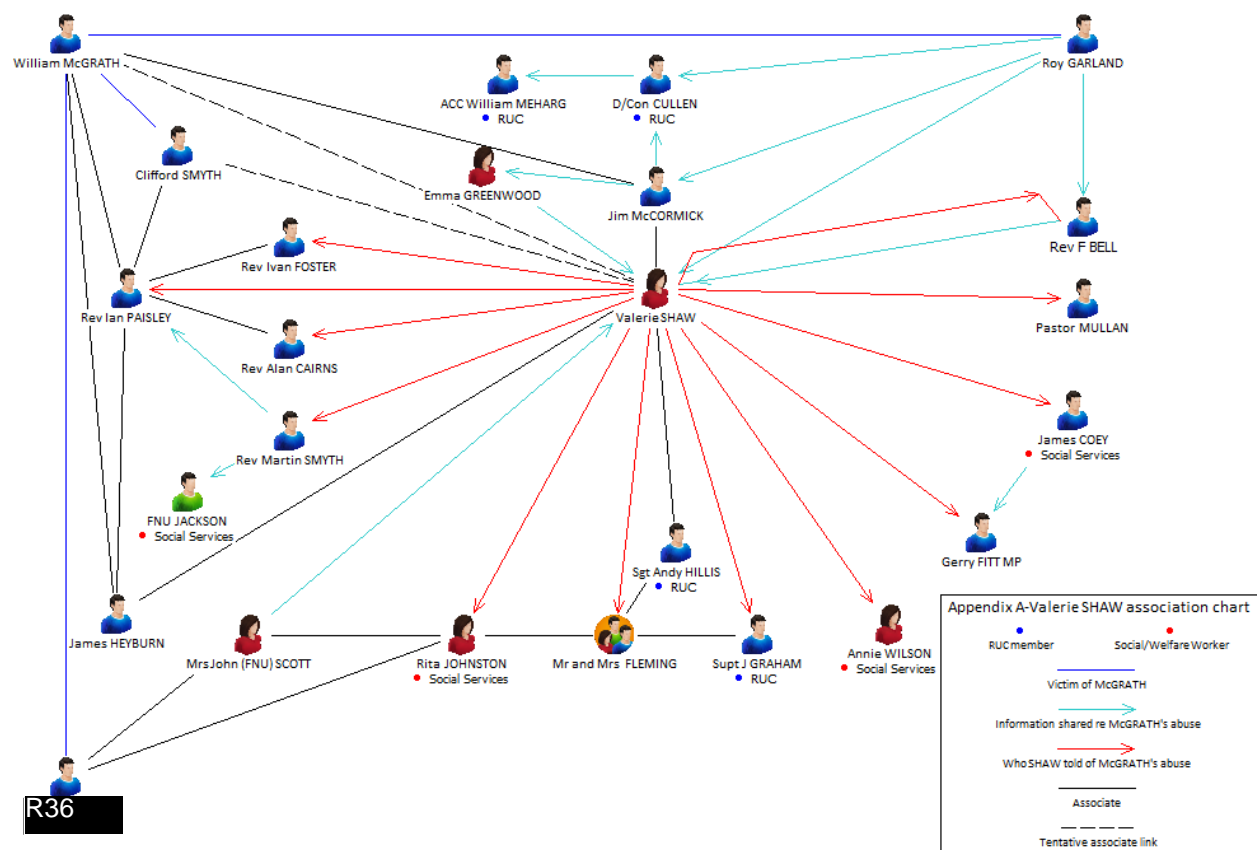 William McGRATH
Roy GARLAND
ACC William MEHARG
RUC
D/Con CULLEN
RUC
Clifford SMYTH
Emma GREENWOOD
Jim McCORMICK
Rev F BELL
Rev Ivan FOSTER
Rev Ian PAISLEY
Valerie SHAW
Pastor MULLAN
Rev Alan CAIRNS
James COEY
Social Services
Rev Martin SMYTH
FNU JACKSON
Social Services
Gerry FITT MP
Sgt Andy HILLIS
RUC
James HEYBURN
Mrs John (FNU) SCOTT
Rita JOHNSTON
Social Services
Mr and Mrs FLEMING
Supt J GRAHAM
RUC
Annie WILSON
Social Services
R36
Appendix A-Valerie SHAW association chart
RUC member
Social/Welfare Worker
Victim of McGRATH
Information shared re McGRATH's abuse
Who SHAW told of McGRATH's abuse
Associate
Tentative associate link